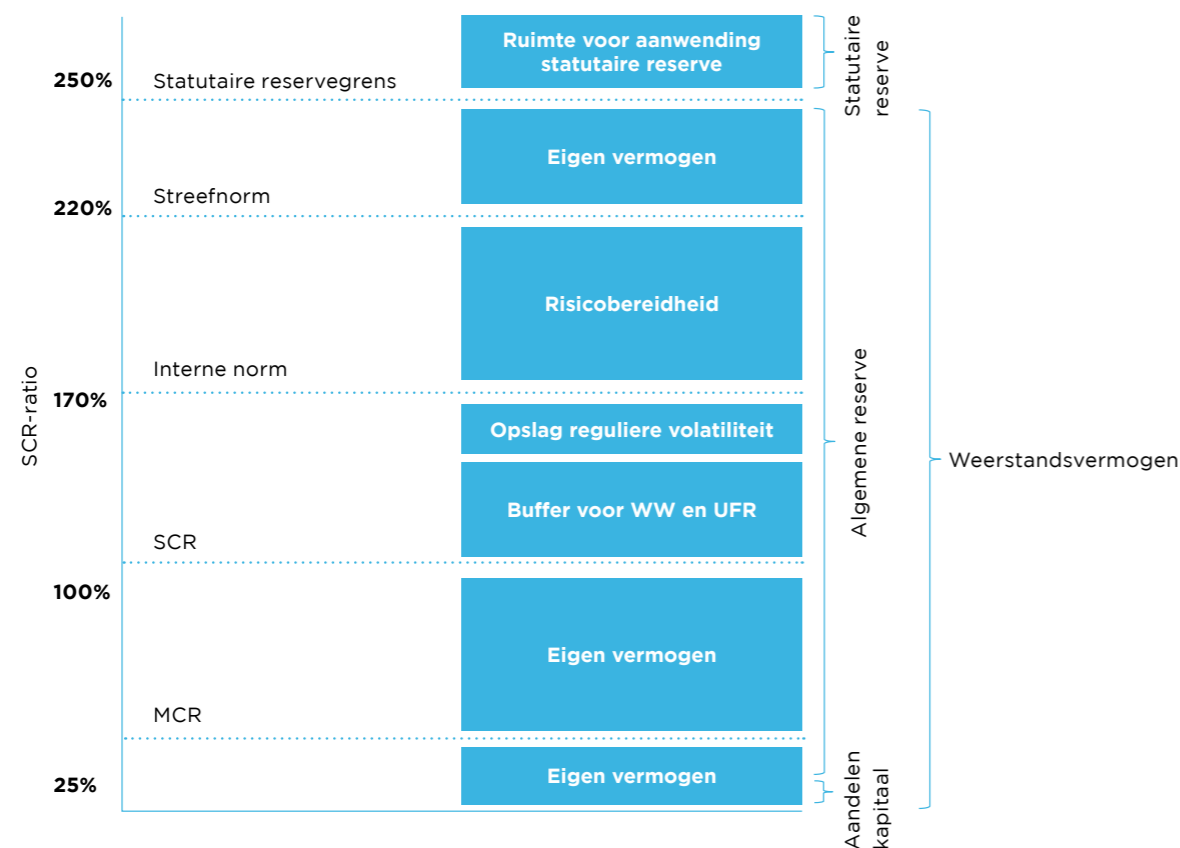 Ruimte voor aanwending
statutaire reserve
Statutaire
reserve
250%
Statutaire reservegrens
Eigen vermogen
Streefnorm
220%
Risicobereidheid
Interne norm
170%
SCR-ratio
Opslag reguliere volatiliteit
Algemene reserve
Weerstandsvermogen
Buffer voor WW en UFR
SCR
100%
Eigen vermogen
MCR
Eigen vermogen
25%
Aandelen
kapitaal